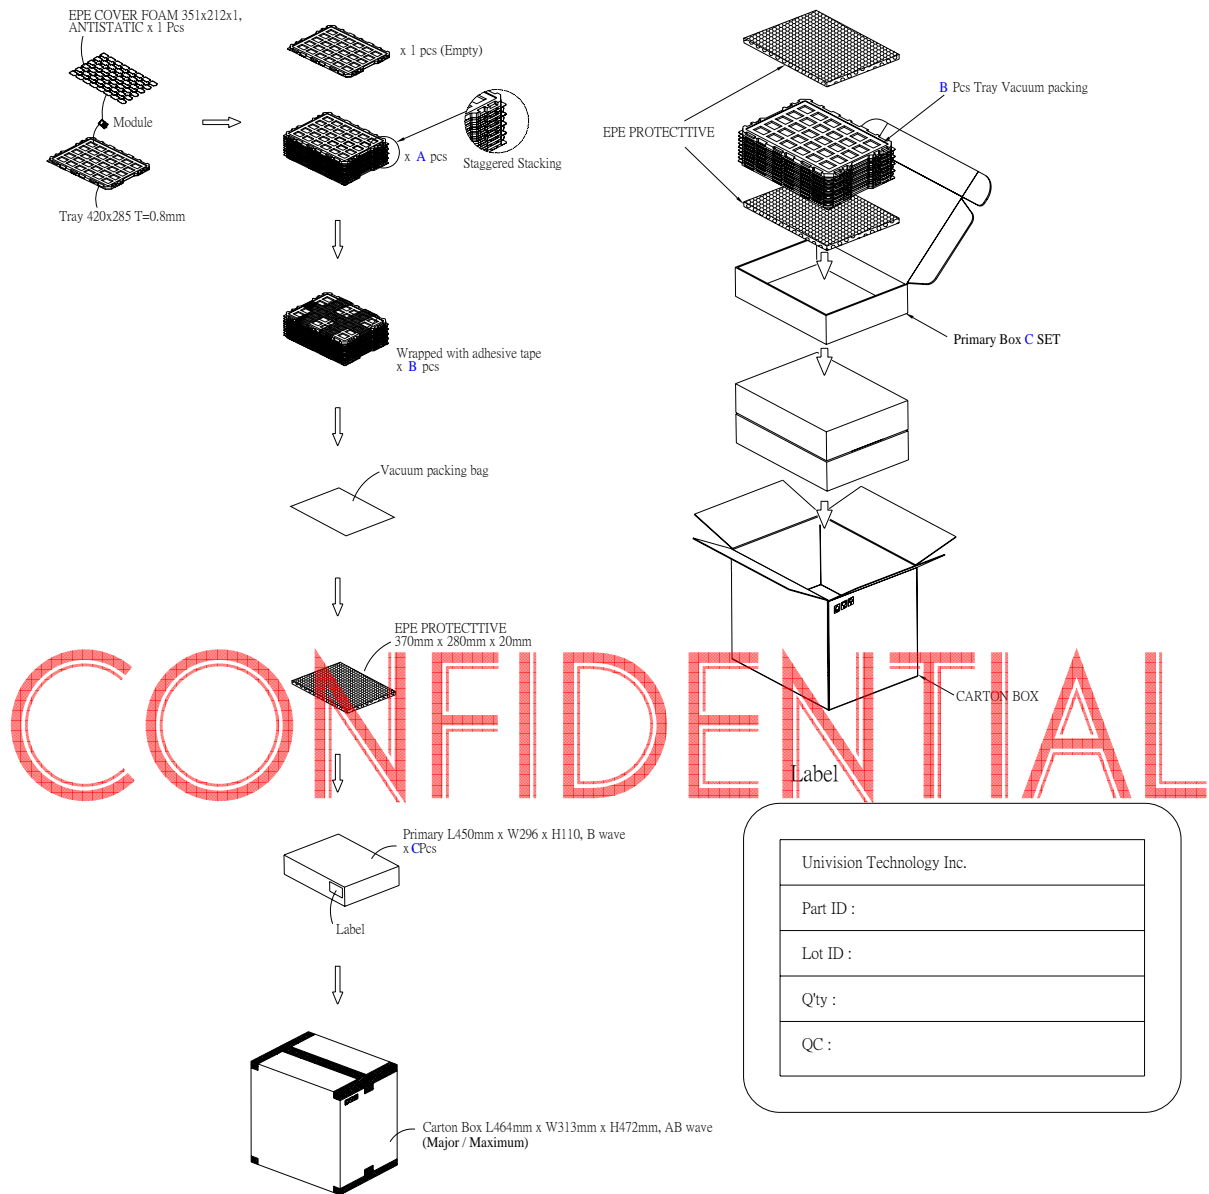 EPE COVER FOAM 351x212x1,
ANTISTATIC x 1 Pcs
Module
Tray 420x285 T=0.8mm
x 1 pcs (Empty)
x A pcs
Staggered Stacking
Wrapped with adhesive tape
x B pcs
Vacuum packing bag
EPE PROTECTTIVE
370mm x 280mm x 20mm
Primary L450mm x W296 x H110, B wave
x CPcs
Label
Carton Box L464mm x W313mm x H472mm, AB wave
(Major / Maximum)
B Pcs Tray Vacuum packing
EPE PROTECTTIVE
Primary Box C SET
CARTON BOX
CONFIDENTIAL
Label
Univision Technology Inc.
Part ID :
Lot ID :
Q'ty :
QC :